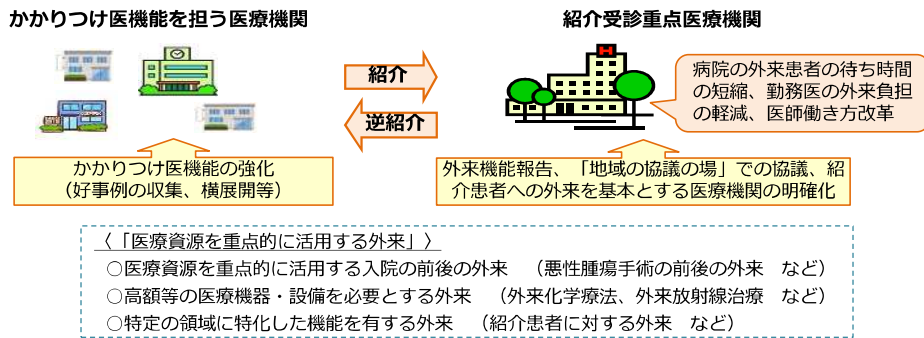 かかりつけ医機能を担う医療機関
紹介受診重点医療機関
紹介
逆紹介
H
病院の外来患者の待ち時間
の短縮、勤務医の外来負担
の軽減、医師働き方改革
かかりつけ医機能の強化
（好事例の収集、横展開等）
外来機能報告、「地域の協議の場」での協議、紹
介患者への外来を基本とする医療機関の明確化
〈「医療資源を重点的に活用する外来」〉
○医療資源を重点的に活用する入院の前後の外来　（悪性腫瘍手術の前後の外来　など）
○高額等の医療機器・設備を必要とする外来　（外来化学療法、外来放射線治療　など）
○特定の領域に特化した機能を有する外来　（紹介患者に対する外来　など）